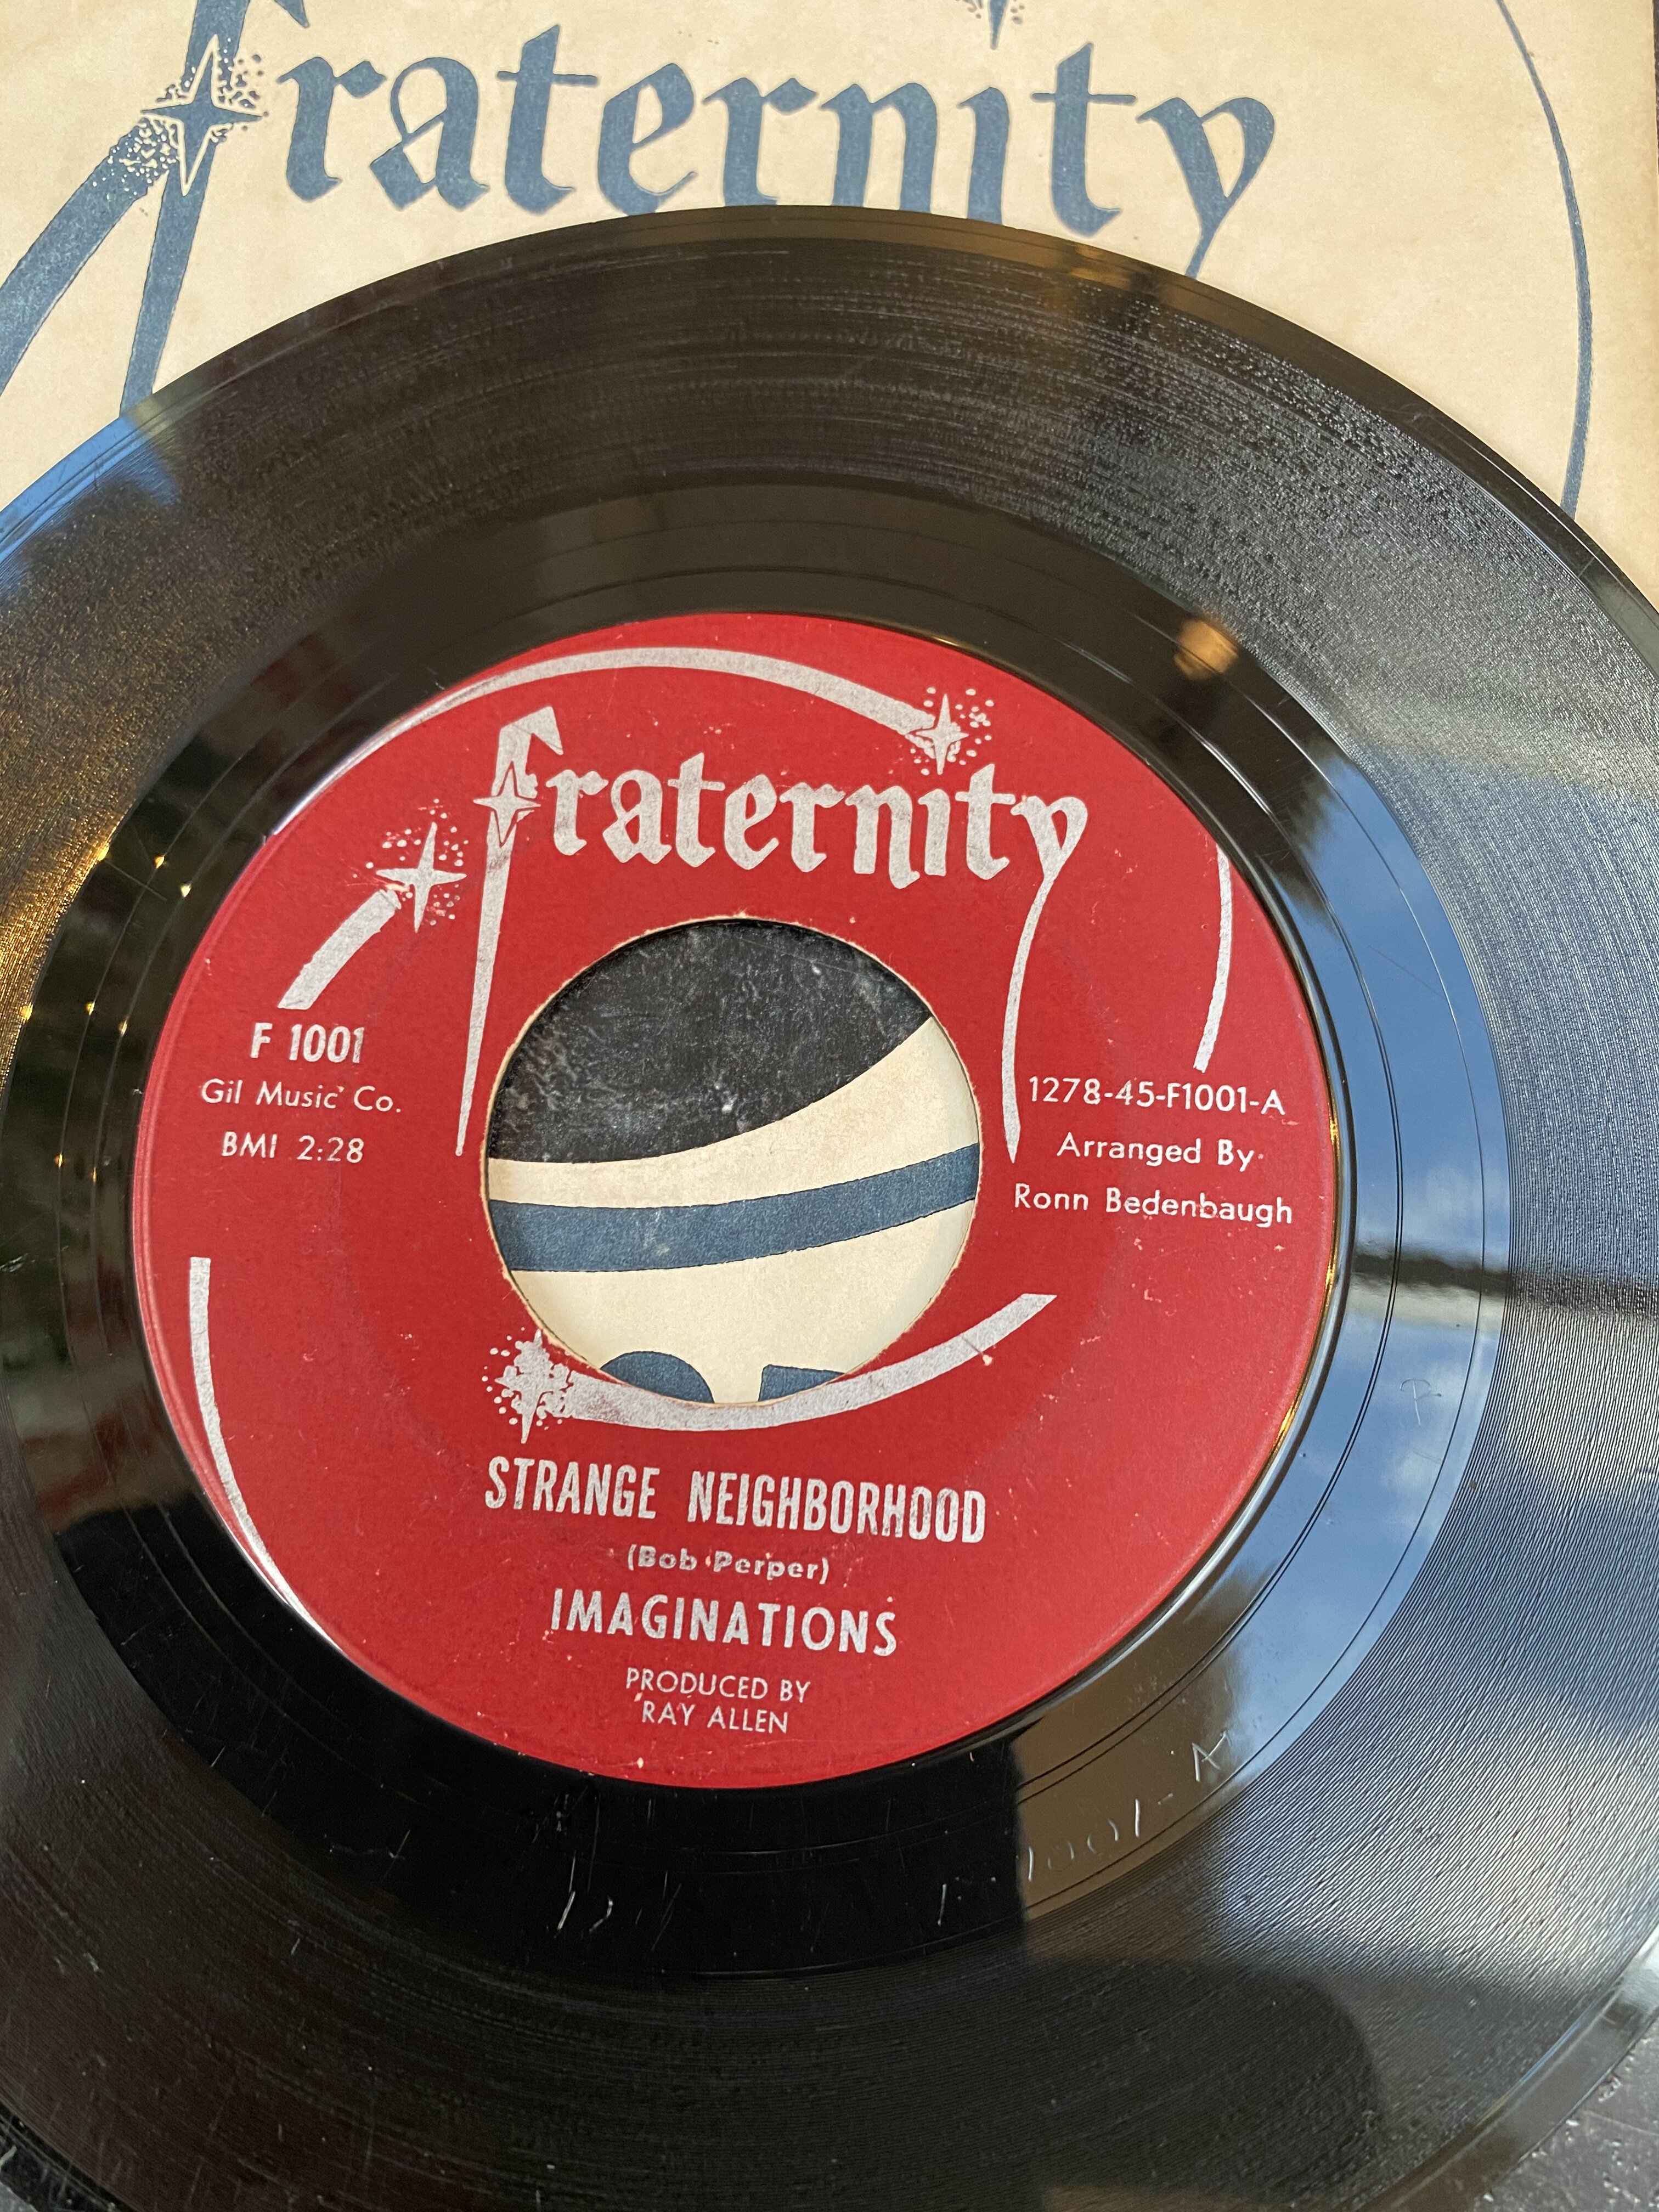 fraternity
fraternity
F 1001
Gil Music Co.
BMI 2:28
1278-45-F1001-A
Arranged By
Ronn Bedenbaugh
STRANGE NEIGHBORHOOD
(Bob Perper)
IMAGINATIONS
PRODUCED BY
RAY ALLEN